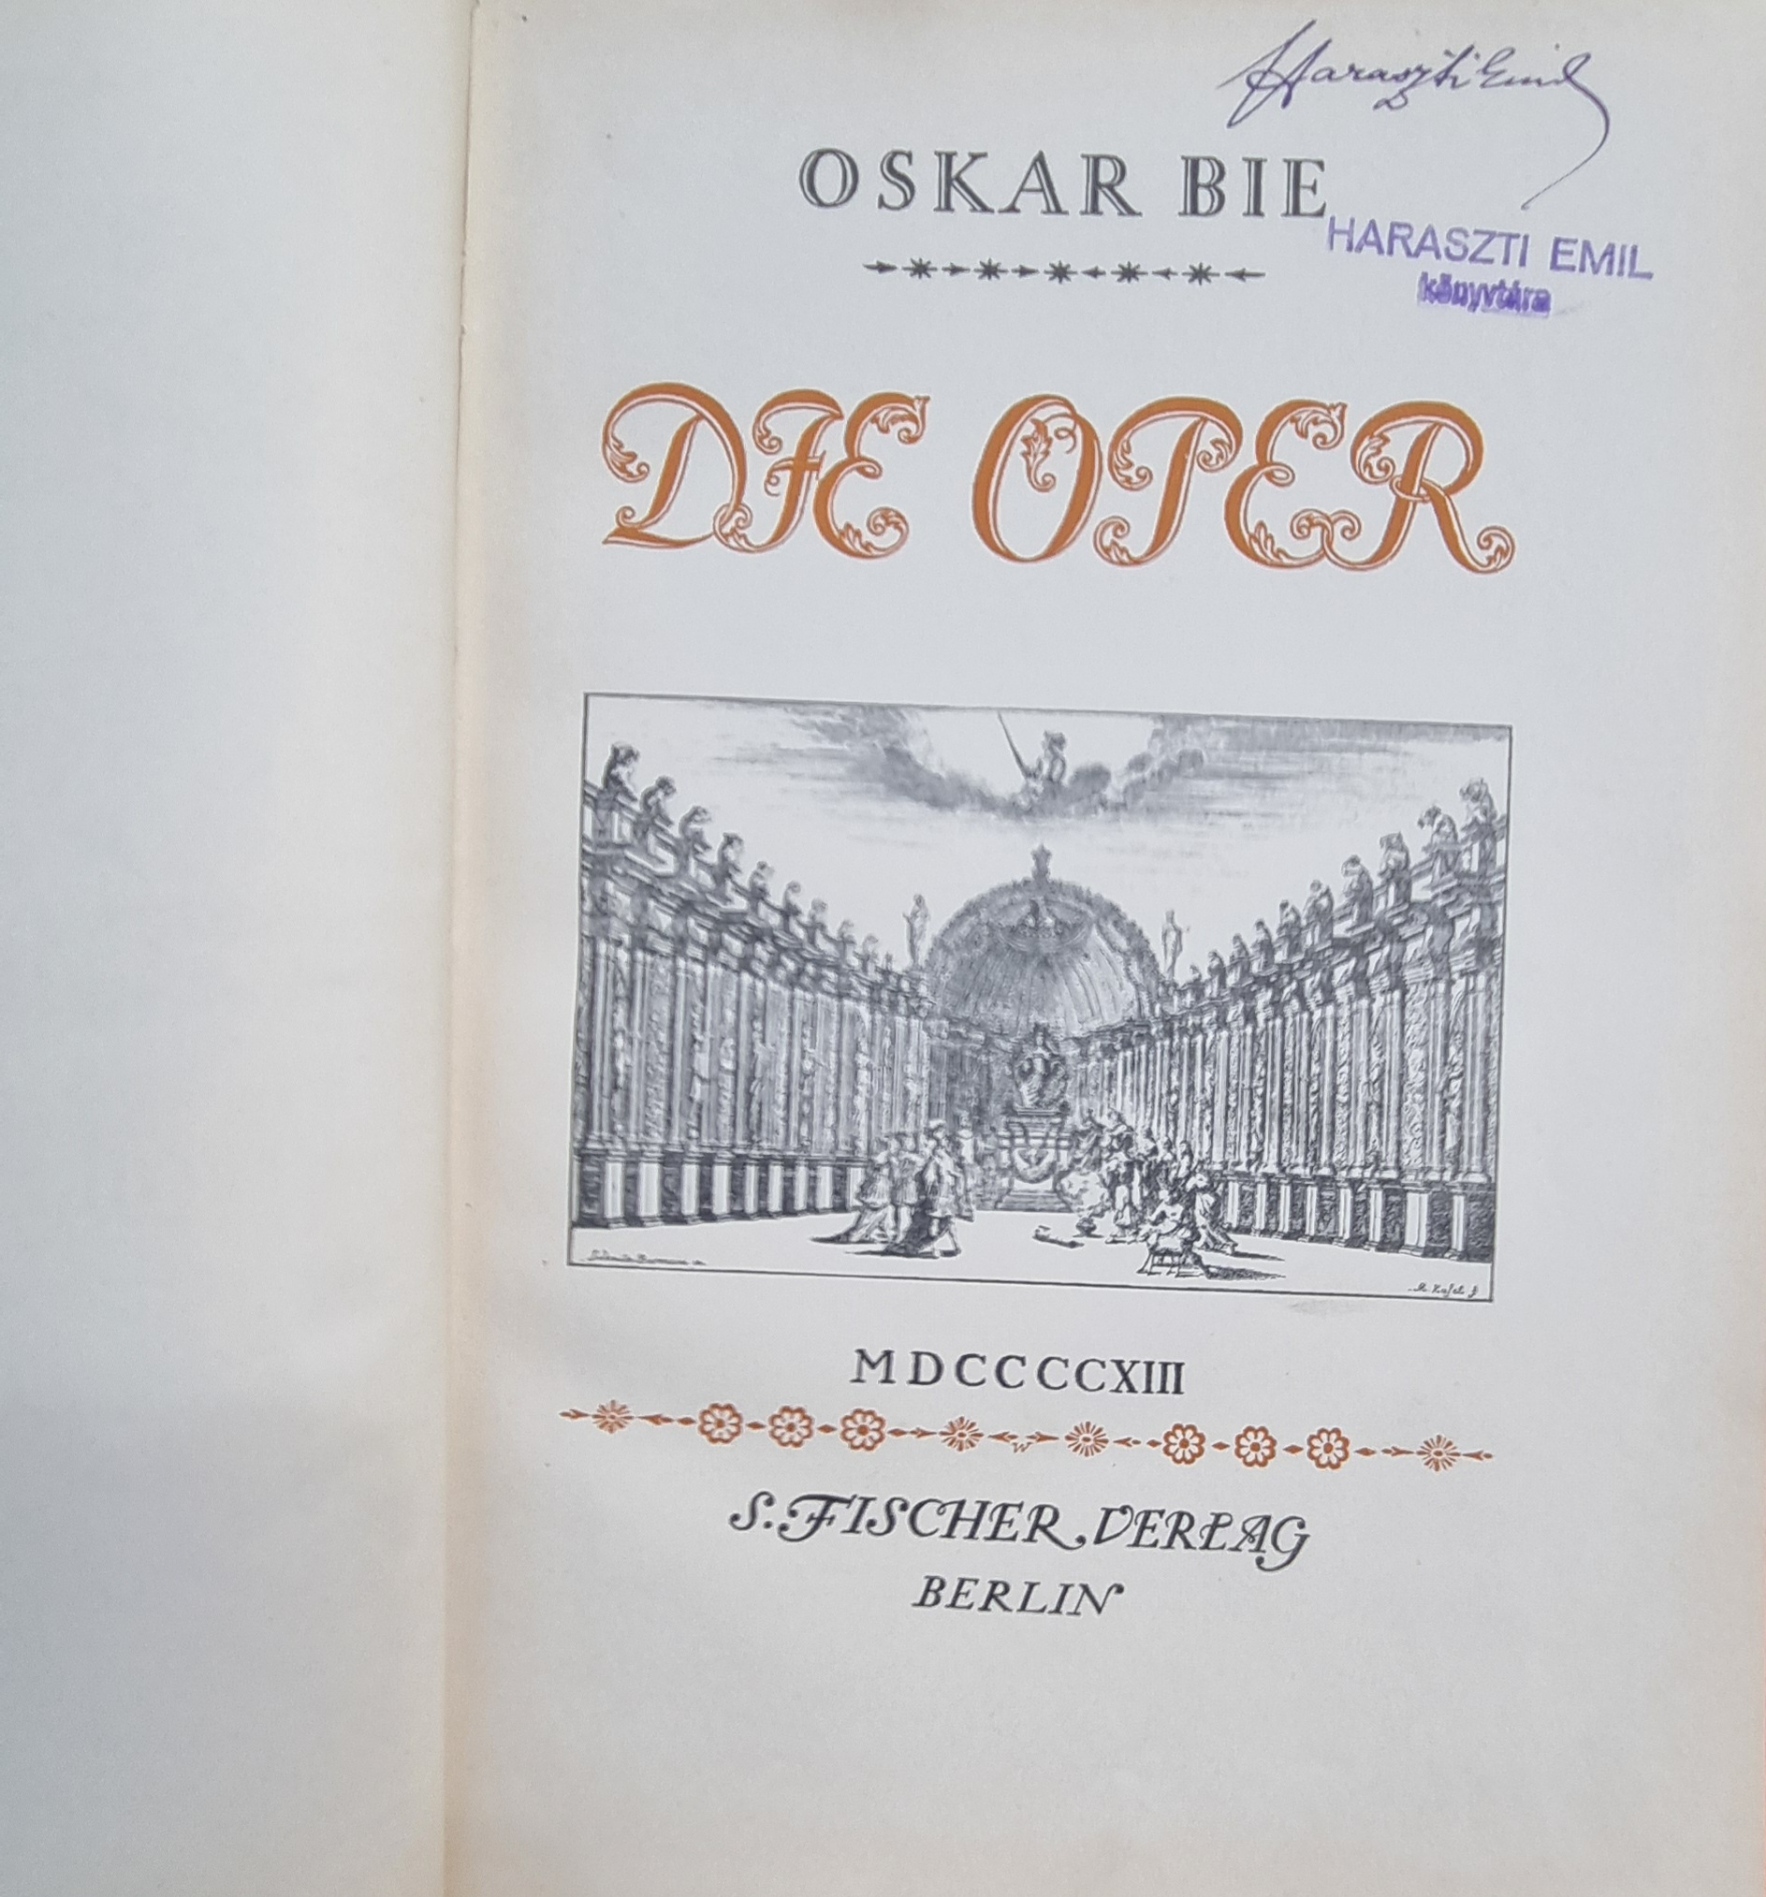 Haraszti Emil
OSKAR BIE
HARASZTI EMIL
könyvtára
DIE OPER
MDCCCCXIII
W
S. FISCHER, VERLAG
BERLIN